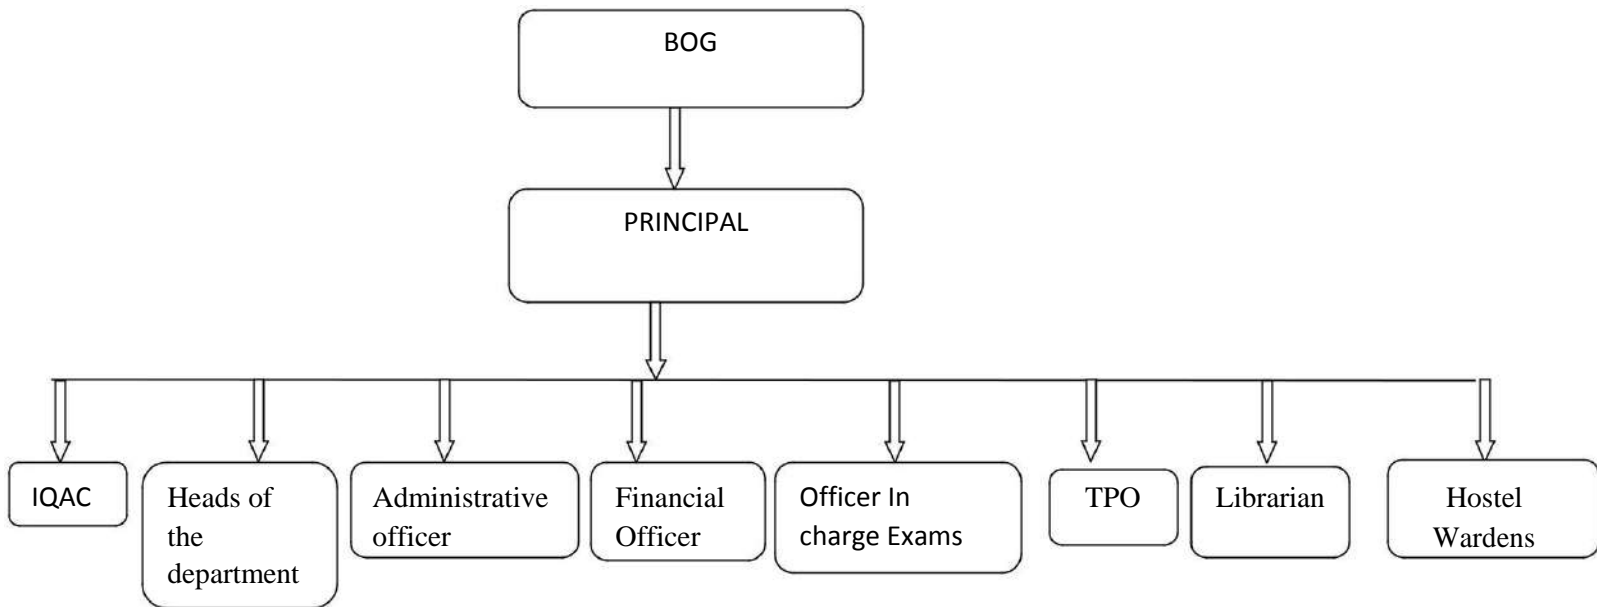 BOG
PRINCIPAL
IQAC
Heads of
the
department
Administrative
officer
Financial
Officer
Officer In
charge Exams
TPO
Librarian
Hostel
Wardens